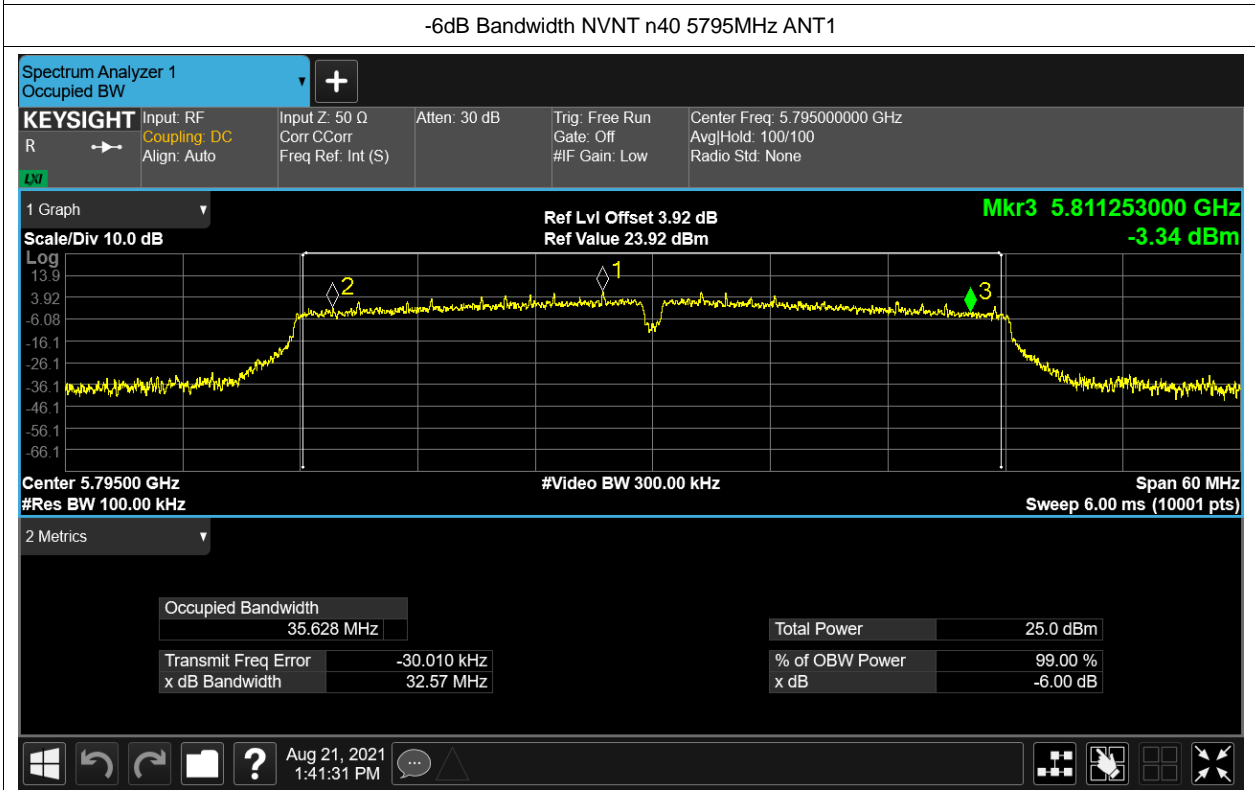 -6dB Bandwidth NVNT n40 5795MHz ANT1
Spectrum Analyzer 1
Occupied BW
+
KEYSIGHT
R
LXI
Input: RF
Coupling: DC
Align: Auto
Input Z: 50 Ω
Corr CCorr
Freq Ref: Int (S)
Atten: 30 dB
Trig: Free Run
Gate: Off
#IF Gain: Low
Center Freq: 5.795000000 GHz
Avg|Hold: 100/100
Radio Std: None
1 Graph
Ref Lvl Offset 3.92 dB
Mkr3 5.811253000 GHz
Scale/Div 10.0 dB
Ref Value 23.92 dBm
-3.34 dBm
Log
13.9
3.92
-6.08
-16.1
-26.1
-36.1
-46.1
-56.1
-66.1
2
1
3
Center 5.79500 GHz
#Video BW 300.00 kHz
Span 60 MHz
#Res BW 100.00 kHz
Sweep 6.00 ms (10001 pts)
2 Metrics
Occupied Bandwidth
35.628 MHz
Total Power 25.0 dBm
Transmit Freq Error -30.010 kHz
% of OBW Power 99.00 %
x dB Bandwidth 32.57 MHz
x dB -6.00 dB
?
Aug 21, 2021
1:41:31 PM